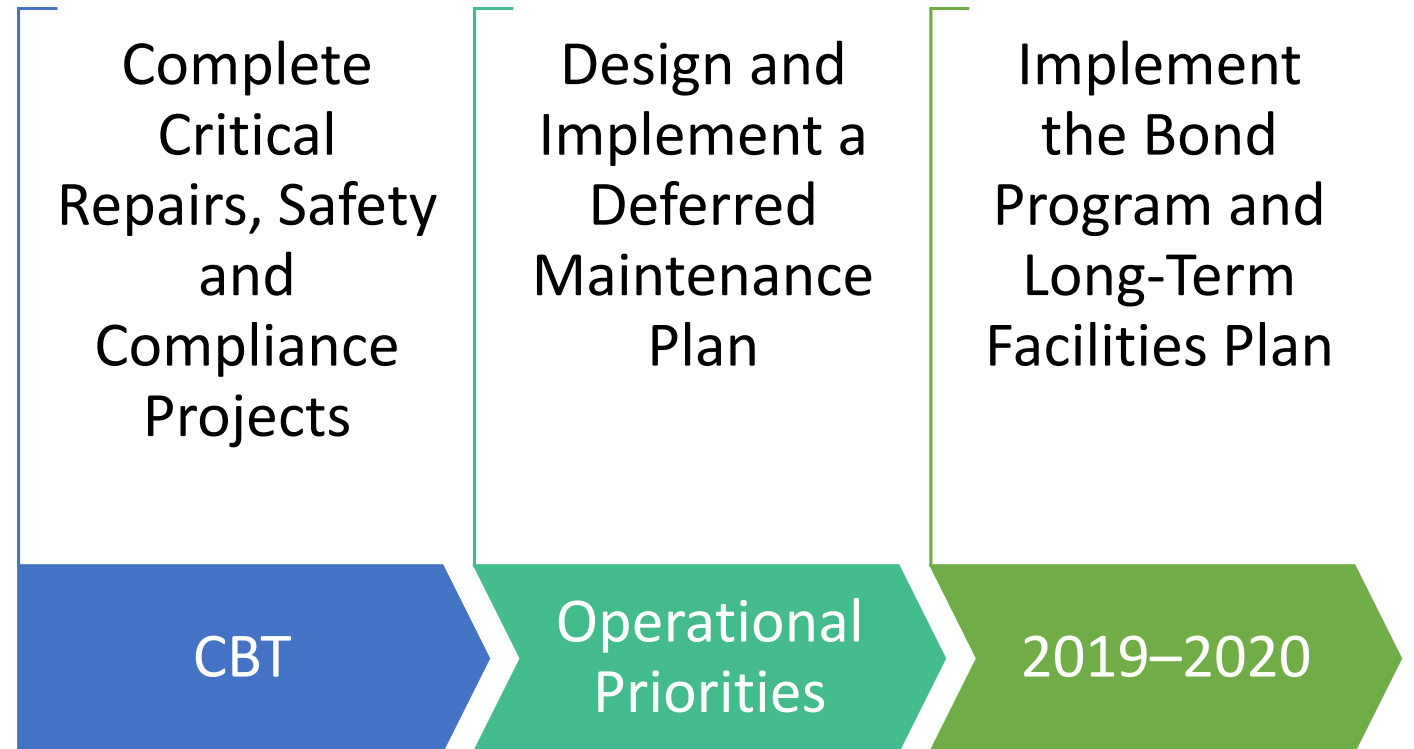 Complete
Critical
Repairs, Safety
and
Compliance
Projects
Design and
Implement a
Deferred
Maintenance
Plan
Implement
the Bond
Program and
Long-Term
Facilities Plan
CBT
Operational
Priorities
2019–2020